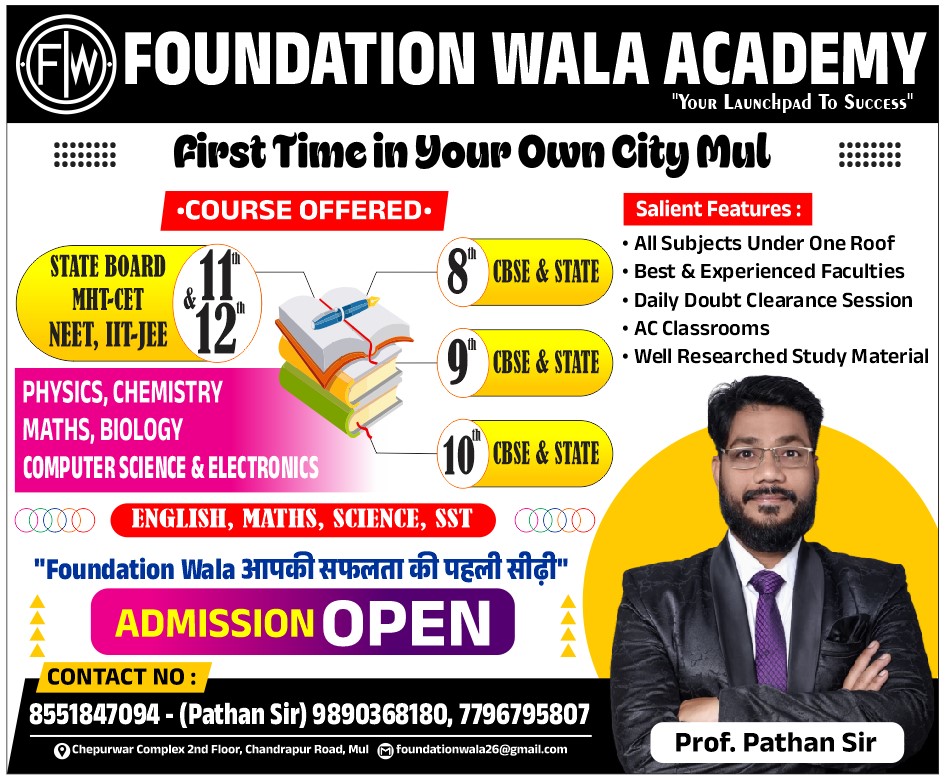 FW
FOUNDATION WALA ACADEMY
"YOUR LAUNCHPAD TO SUCCESS"
First Time in Your Own City Mul
•COURSE OFFERED•
STATE BOARD
MHT-CET
NEET, IIT-JEE
11th
& 12th
8th CBSE & STATE
9th CBSE & STATE
10th CBSE & STATE
PHYSICS, CHEMISTRY
MATHS, BIOLOGY
COMPUTER SCIENCE & ELECTRONICS
ENGLISH, MATHS, SCIENCE, SST
Salient Features :
• All Subjects Under One Roof
• Best & Experienced Faculties
• Daily Doubt Clearance Session
• AC Classrooms
• Well Researched Study Material
"Foundation Wala आपकी सफलता की पहली सीढ़ी"
ADMISSION OPEN
CONTACT NO :
8551847094 - (Pathan Sir) 9890368180, 7796795807
Chepurwar Complex 2nd Floor, Chandrapur Road, Mul foundationwala26@gmail.com
Prof. Pathan Sir